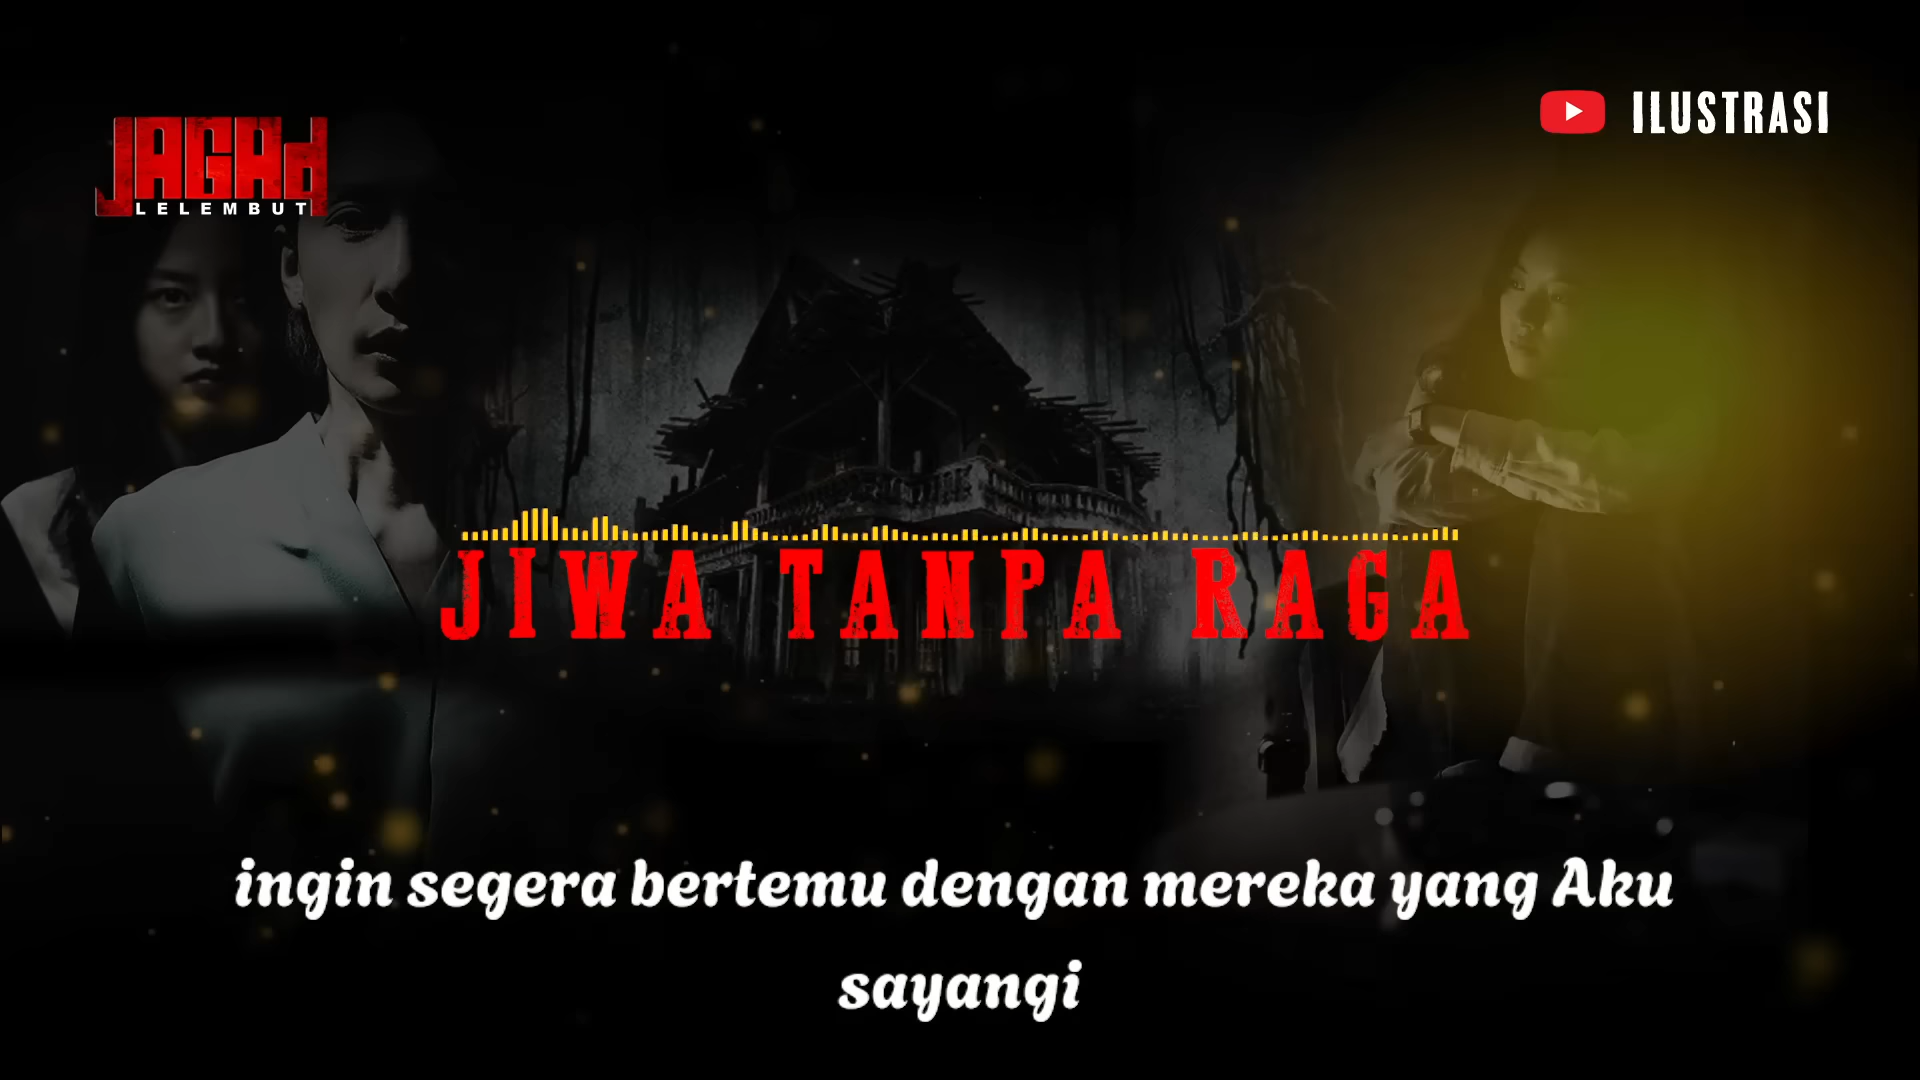 JAGAd
LELEMBUT
ILUSTRASI
JIWA TANPA RAGA
ingin segera bertemu dengan mereka yang Aku
sayangi